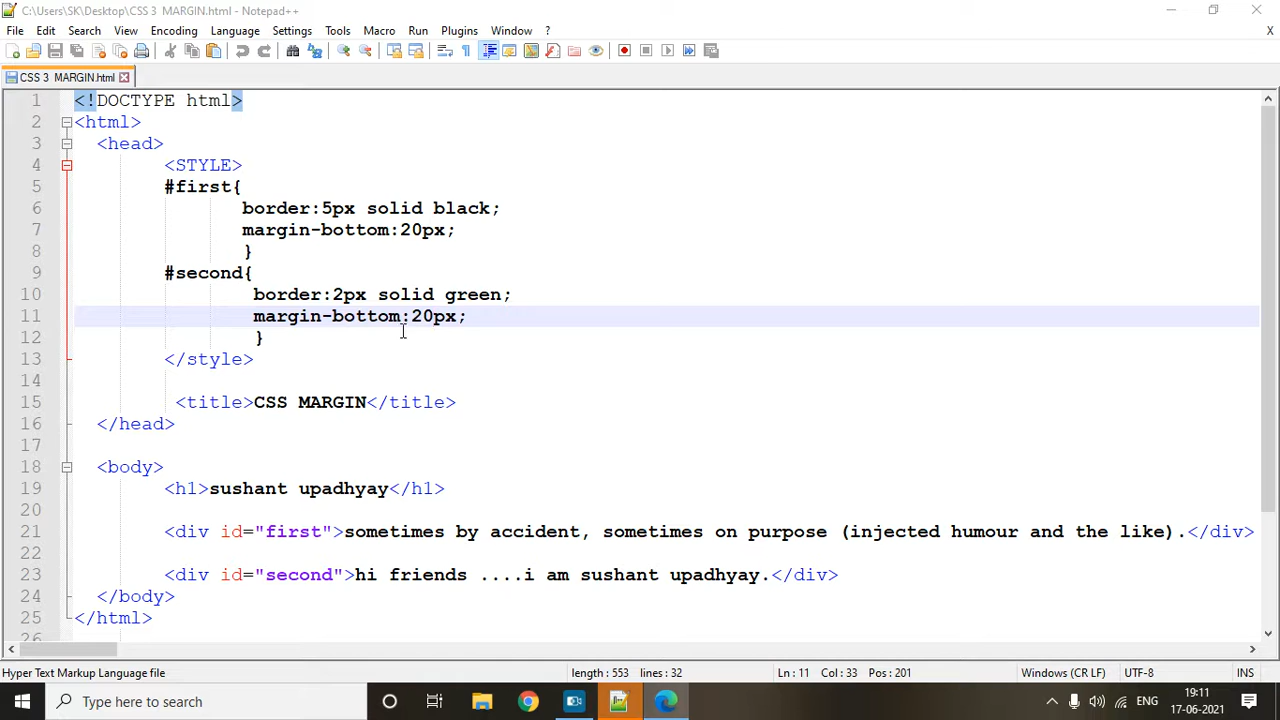 C:\Users\SK\Desktop\CSS 3  MARGIN.html - Notepad++
File Edit Search View Encoding Language Settings Tools Macro Run Plugins Window ? X
CSS 3  MARGIN.html
1 <!DOCTYPE html>
2 <html>
3 <head>
4 <STYLE>
5 #first{
6 border:5px solid black;
7 margin-bottom:20px;
8 }
9 #second{
10 border:2px solid green;
11 margin-bottom:20px;
12 }
13 </style>
14
15 <title>CSS MARGIN</title>
16 </head>
17
18 <body>
19 <h1>sushant upadhyay</h1>
20
21 <div id="first">sometimes by accident, sometimes on purpose (injected humour and the like).</div>
22
23 <div id="second">hi friends ....i am sushant upadhyay.</div>
24 </body>
25 </html>
26
Hyper Text Markup Language file length : 553 lines : 32 Ln : 11 Col : 33 Pos : 201 Windows (CR LF) UTF-8 INS
Type here to search ENG 19:11
17-06-2021